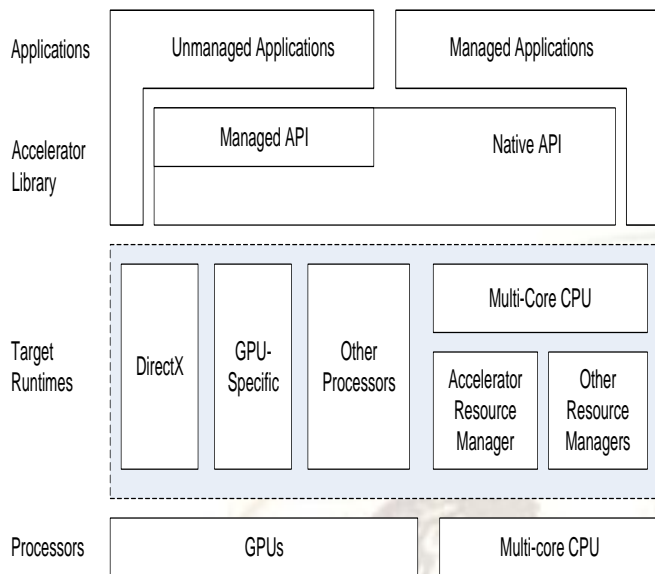 Applications
Unmanaged Applications
Managed Applications
Accelerator
Library
Managed API
Native API
Target
Runtimes
DirectX
GPU-
Specific
Other
Processors
Multi-Core CPU
Accelerator
Resource
Manager
Other
Resource
Managers
Processors
GPUs
Multi-core CPU